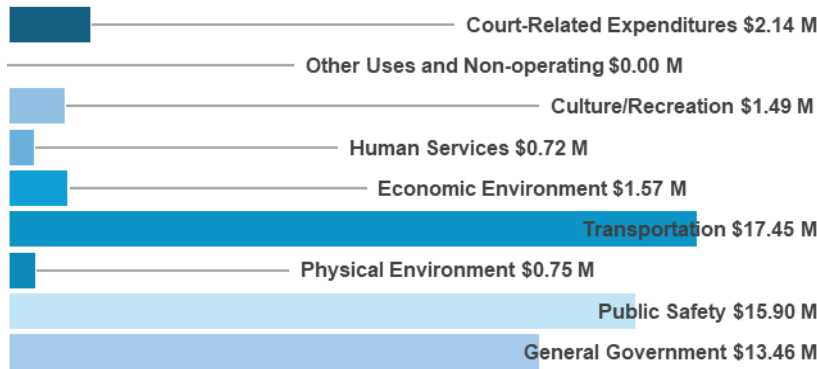 Court-Related Expenditures $2.14 M
Other Uses and Non-operating $0.00 M
Culture/Recreation $1.49 M
Human Services $0.72 M
Economic Environment $1.57 M
Transportation $17.45 M
Physical Environment $0.75 M
Public Safety $15.90 M
General Government $13.46 M